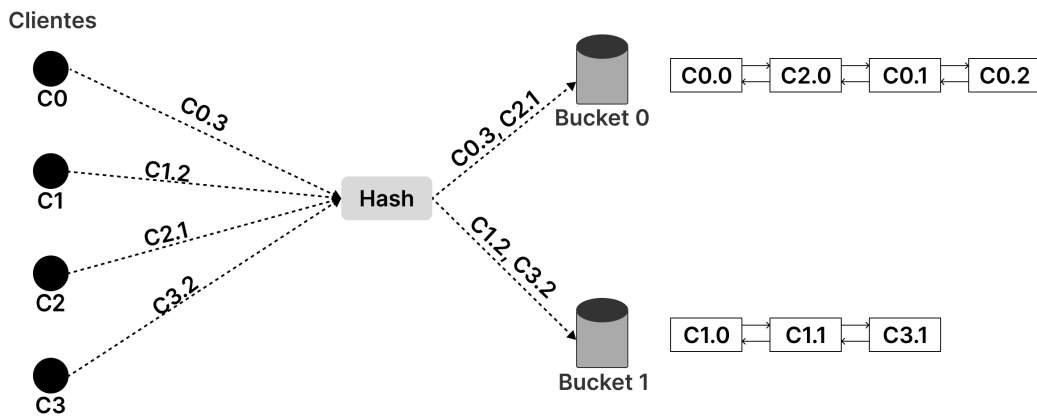 Clientes
C0
C0.3
C1
C1.2
C2
C2.1
C3
C3.2
Hash
C0.3, C2.1
C1.2, C3.2
Bucket 0
C0.0
C2.0
C0.1
C0.2
Bucket 1
C1.0
C1.1
C3.1